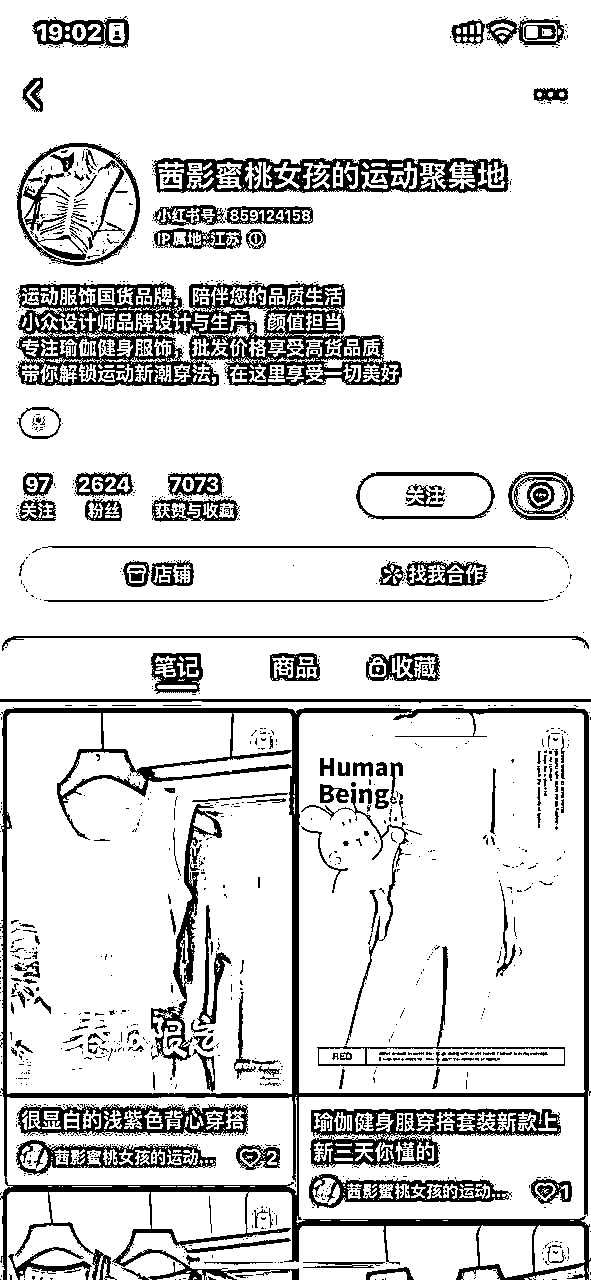 19:02
茜影蜜桃女孩的运动聚集地
小红书号：859124158
IP属地：江苏
运动服饰国货品牌，陪伴您的品质生活
小众设计师品牌设计与生产，颜值担当
专注瑜伽健身服饰，批发价格享受高货品质
带你解锁运动新潮穿法，在这里享受一切美好
97 2624 7073
关注 粉丝 获赞与收藏
关注
店铺 找我合作
笔记 商品 收藏
Human
Being
RED
很显白的浅紫色背心穿搭
茜影蜜桃女孩的运动... 2
瑜伽健身服穿搭套装新款上
新三天你懂的
茜影蜜桃女孩的运动... 1